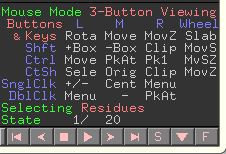 Mouse Mode 3-Button Viewing
Buttons L M R Wheel
& Keys Rota Move MovZ Slab
Shft +Box -Box Clip MovS
Ctrl Move PkAt Pk1 MvSZ
CtSh Sele Orig Clip MovZ
SnglClk +/- Cent Menu
DblClk Menu - PkAt
Selecting Residues
State 1/ 20
S F